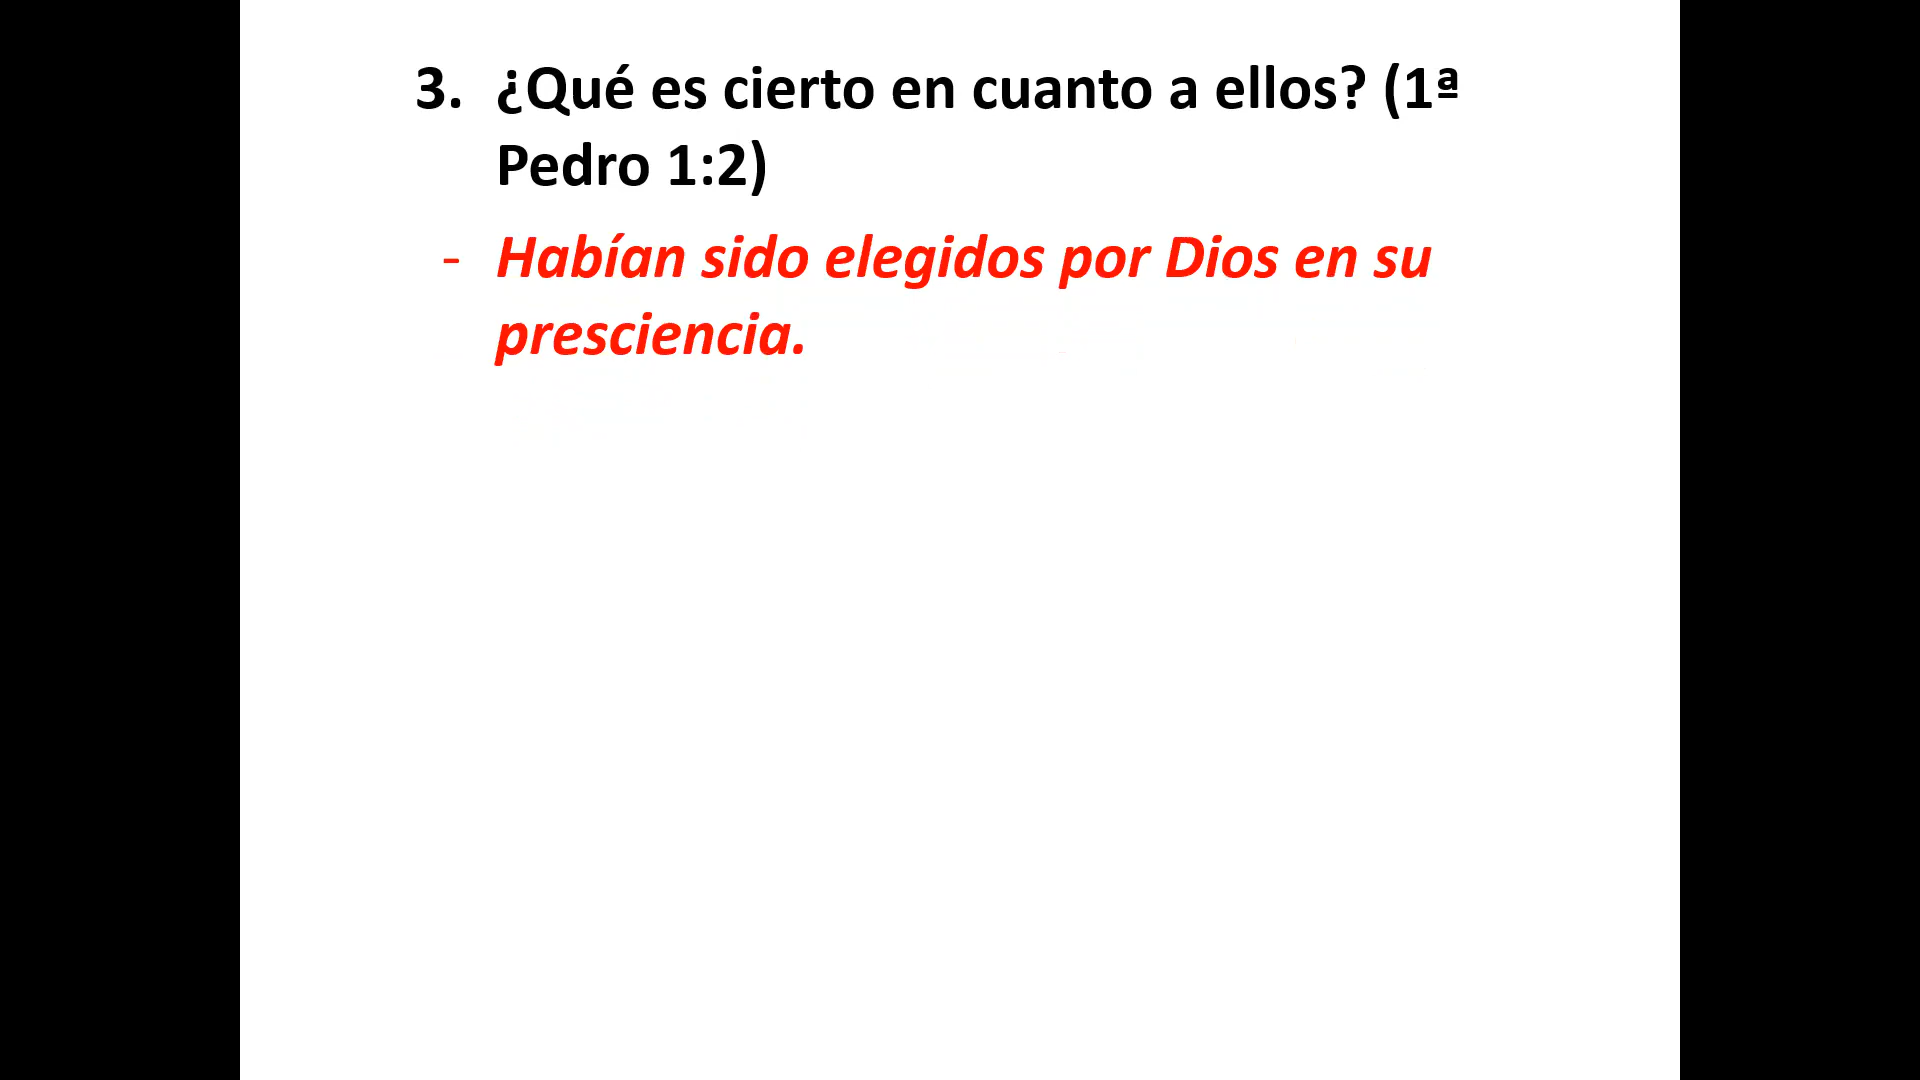 3. ¿Qué es cierto en cuanto a ellos? (1ª
Pedro 1:2)
- Habían sido elegidos por Dios en su
presciencia.